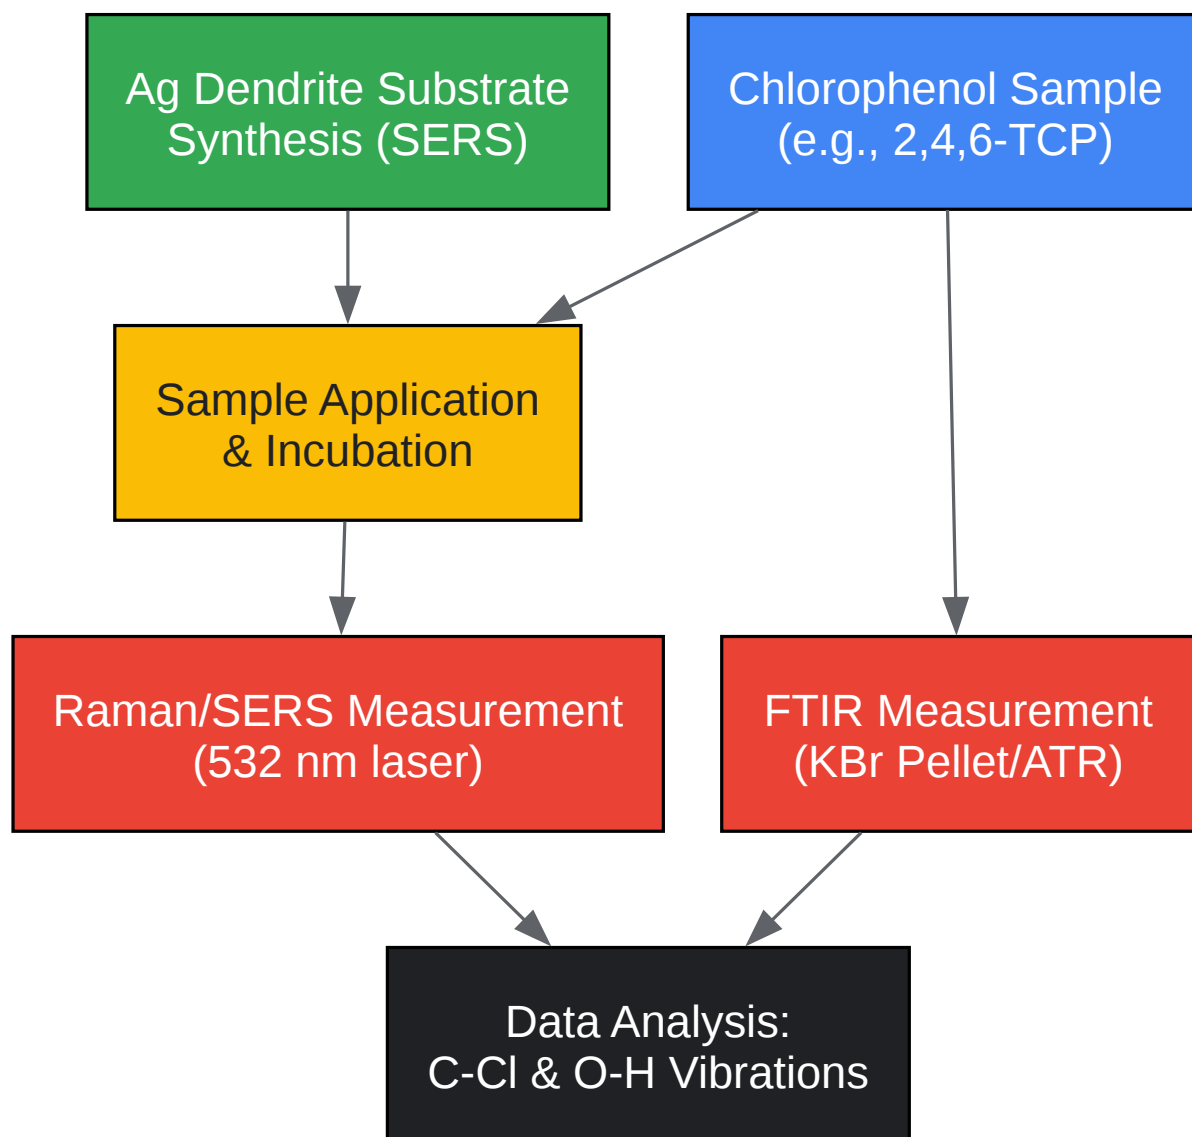 Ag Dendrite Substrate
Synthesis (SERS)
Chlorophenol Sample
(e.g., 2,4,6-TCP)
Sample Application
& Incubation
Raman/SERS Measurement
(532 nm laser)
FTIR Measurement
(KBr Pellet/ATR)
Data Analysis:
C-Cl & O-H Vibrations